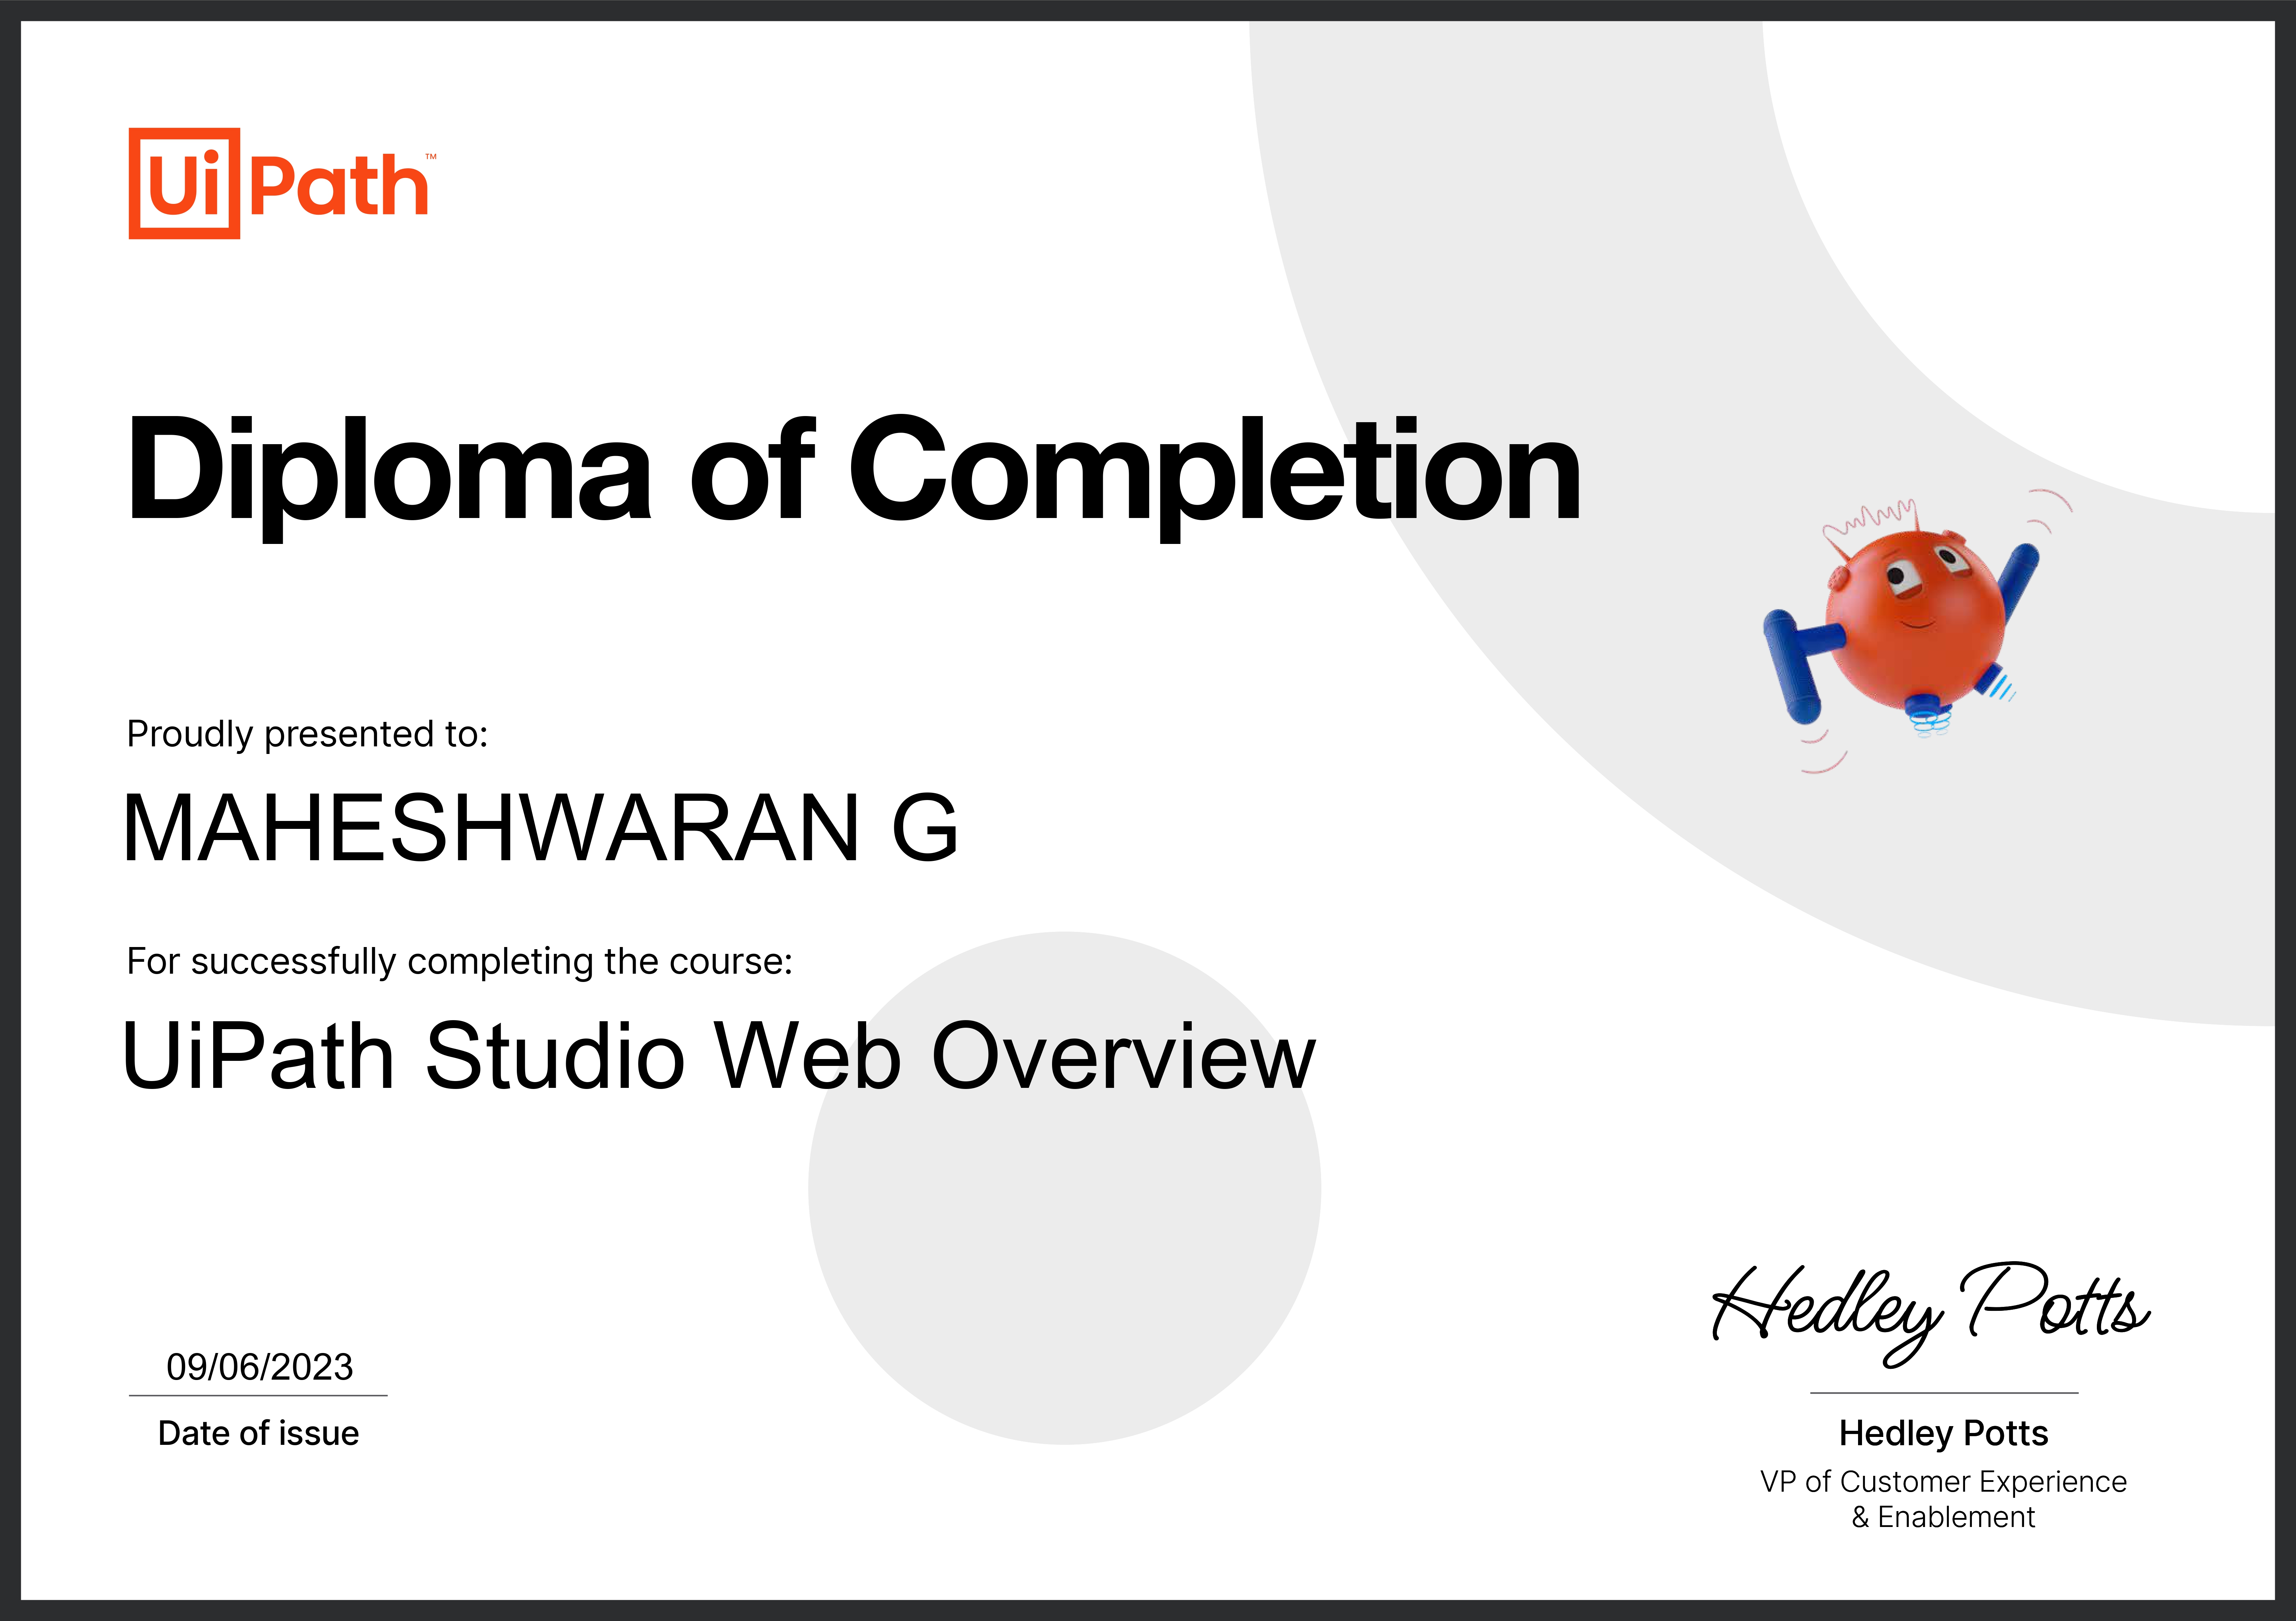 UiPath™
Diploma of Completion
Proudly presented to:
MAHESHWARAN G
For successfully completing the course:
UiPath Studio Web Overview
09/06/2023
Date of issue
Hedley Potts
Hedley Potts
VP of Customer Experience
& Enablement